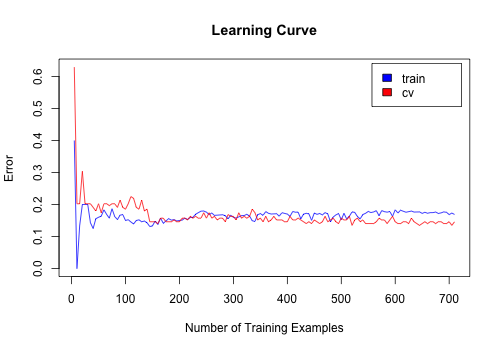 Learning Curve
train
cv
Error
0.0 0.1 0.2 0.3 0.4 0.5 0.6
0 100 200 300 400 500 600 700
Number of Training Examples